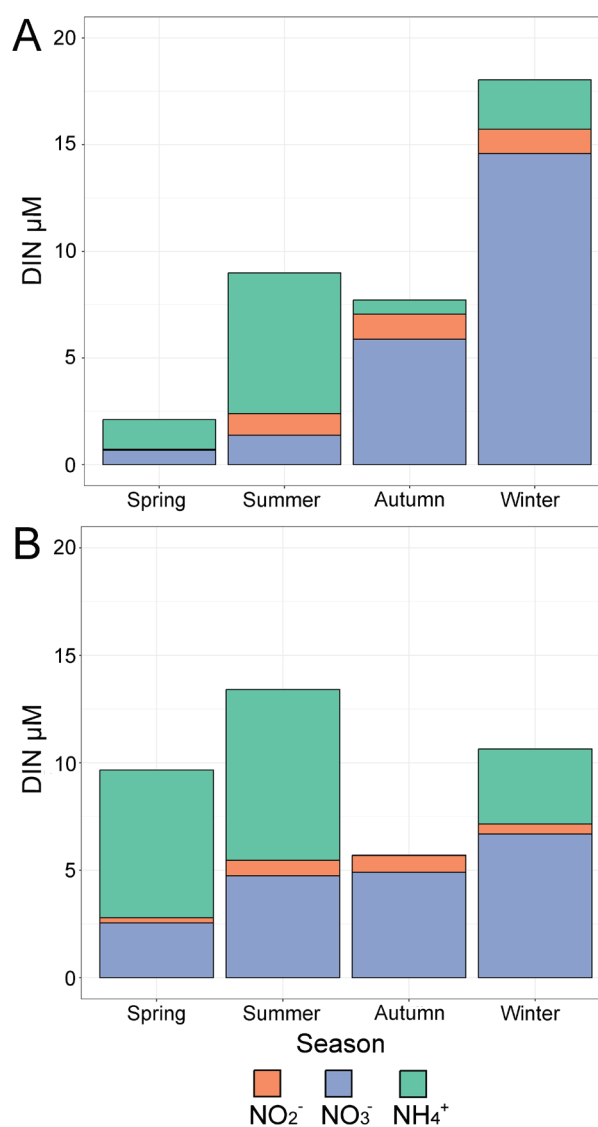 A
20
15
10
5
0
DIN µM
Spring Summer Autumn Winter
B
20
15
10
5
0
DIN µM
Spring Summer Autumn Winter
Season
NO₂⁻ NO₃⁻ NH₄⁺